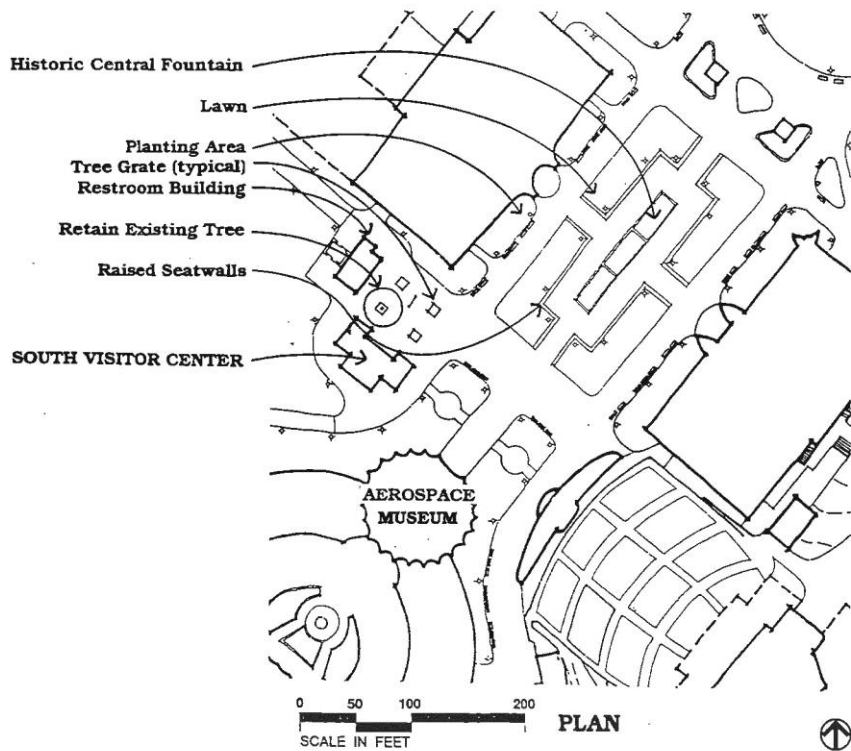 Historic Central Fountain
Lawn
Planting Area
Tree Grate (typical)
Restroom Building
Retain Existing Tree
Raised Seatwalls
SOUTH VISITOR CENTER
AEROSPACE
MUSEUM
0 50 100 200
SCALE IN FEET
PLAN